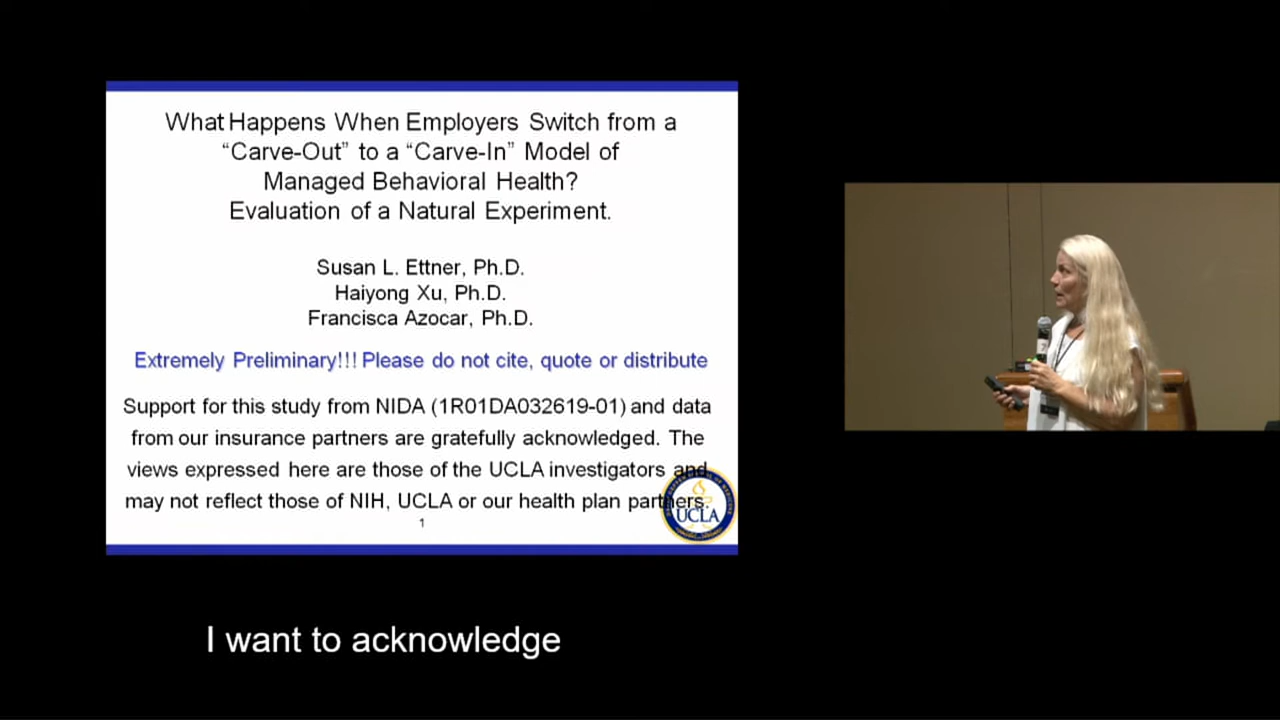 What Happens When Employers Switch from a
“Carve-Out” to a “Carve-In” Model of
Managed Behavioral Health?
Evaluation of a Natural Experiment.
Susan L. Ettner, Ph.D.
Haiyong Xu, Ph.D.
Francisca Azocar, Ph.D.
Extremely Preliminary!!! Please do not cite, quote or distribute
Support for this study from NIDA (1R01DA032619-01) and data
from our insurance partners are gratefully acknowledged. The
views expressed here are those of the UCLA investigators and
may not reflect those of NIH, UCLA or our health plan partners.
UCLA
1
I want to acknowledge